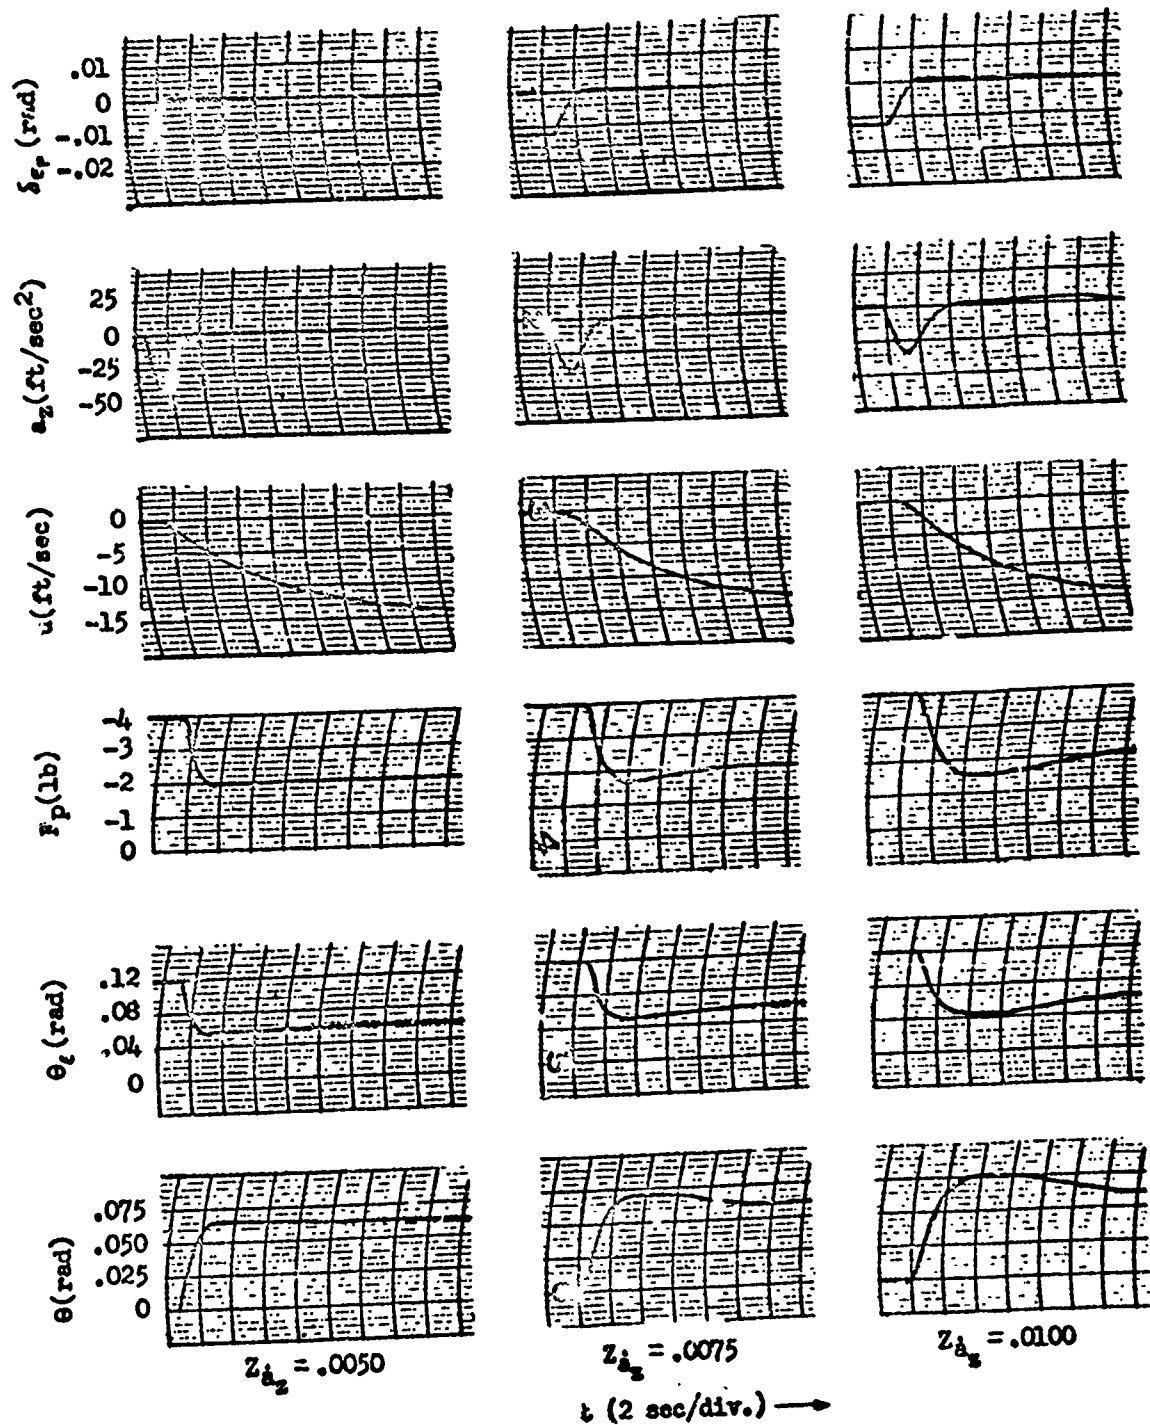 δep (rad)
.01
0
-.01
-.02
az(ft/sec2)
25
0
-25
-50
u(ft/sec)
0
-5
-10
-15
Fp(lb)
-4
-3
-2
-1
0
θℓ(rad)
.12
.08
.04
0
θ(rad)
.075
.050
.025
0
Zȧz = .0050
Zȧz = .0075
Zȧz = .0100
t (2 sec/div.)